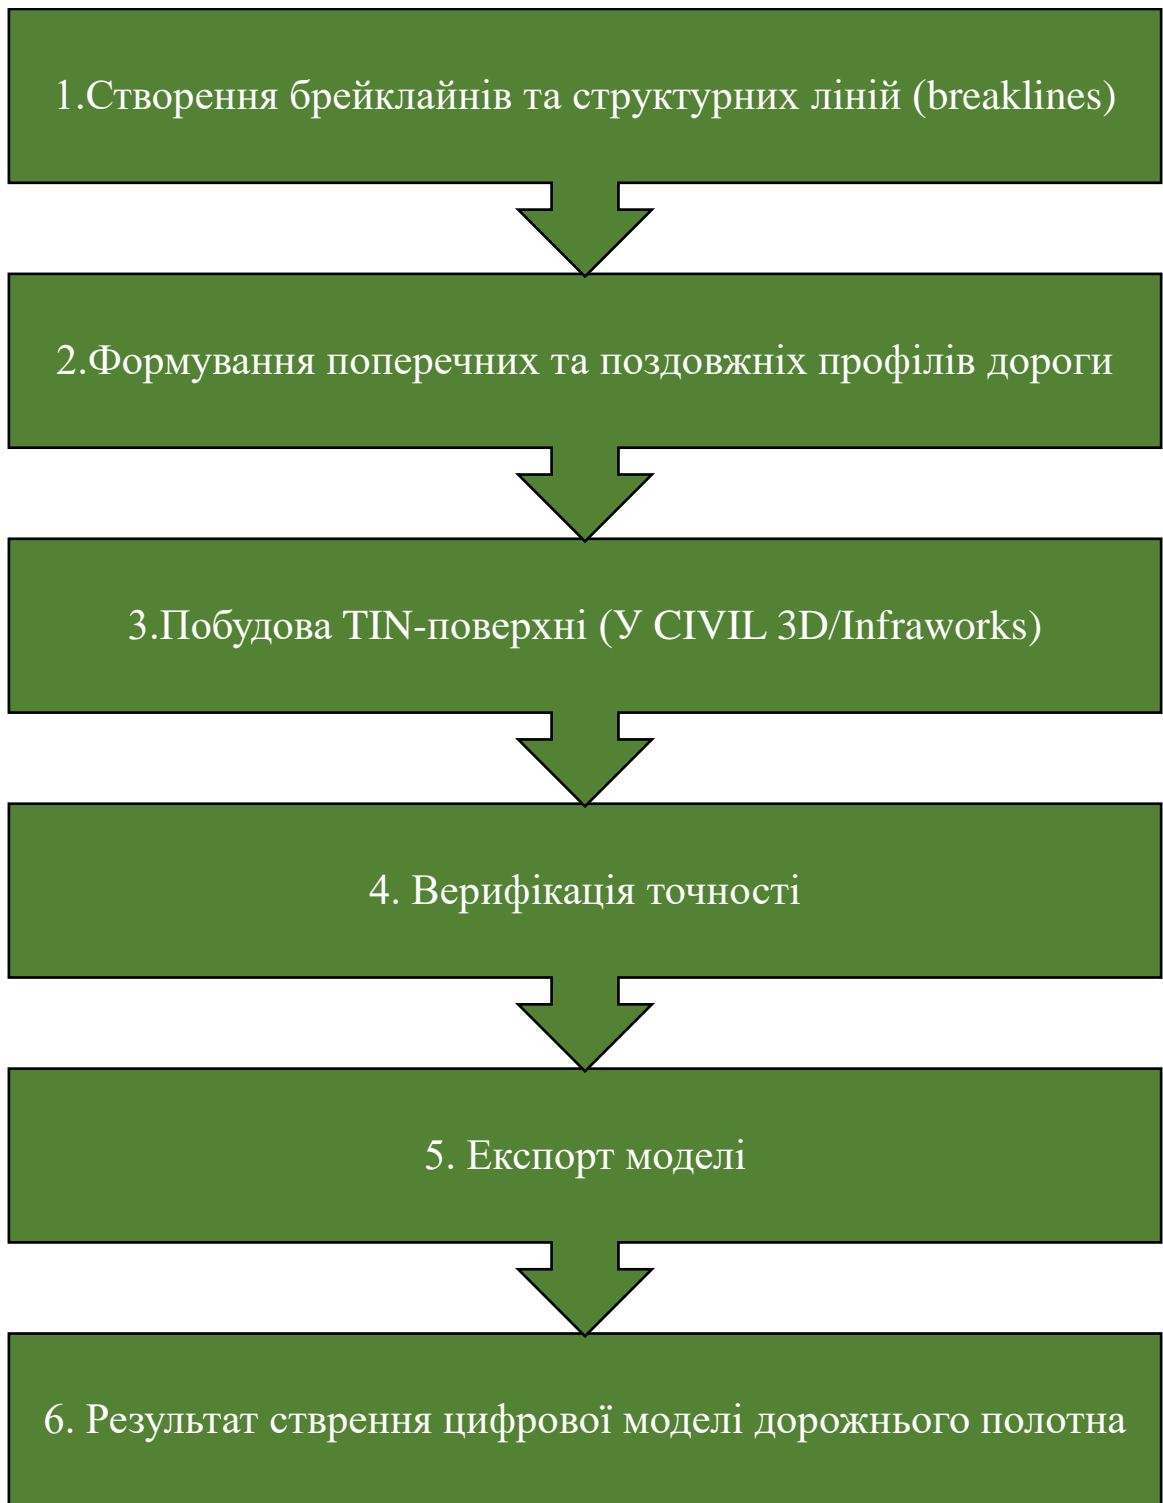 1.Створення брейклайнів та структурних ліній (breaklines)
2.Формування поперечних та поздовжніх профілів дороги
3.Побудова TIN-поверхні (У CIVIL 3D/Infraworks)
4. Верифікація точності
5. Експорт моделі
6. Результат стврення цифрової моделі дорожнього полотна